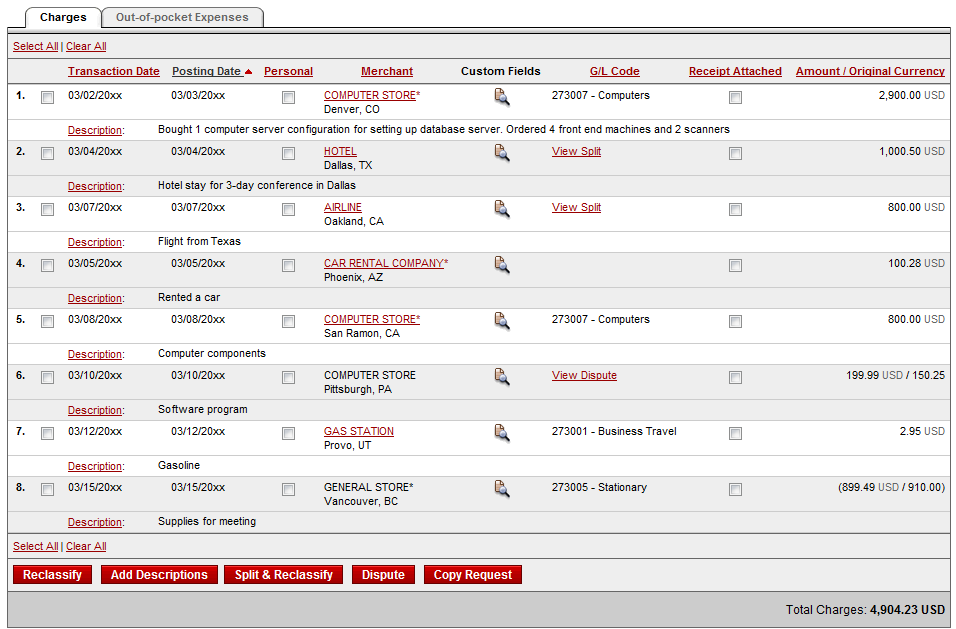 Charges Out-of-pocket Expenses
Select All | Clear All
Transaction Date Posting Date Personal Merchant Custom Fields G/L Code Receipt Attached Amount / Original Currency
1. 03/02/20xx 03/03/20xx COMPUTER STORE* 273007 - Computers 2,900.00 USD
Denver, CO
Description: Bought 1 computer server configuration for setting up database server. Ordered 4 front end machines and 2 scanners
2. 03/04/20xx 03/04/20xx HOTEL View Split 1,000.50 USD
Dallas, TX
Description: Hotel stay for 3-day conference in Dallas
3. 03/07/20xx 03/07/20xx AIRLINE View Split 800.00 USD
Oakland, CA
Description: Flight from Texas
4. 03/05/20xx 03/05/20xx CAR RENTAL COMPANY* 100.28 USD
Phoenix, AZ
Description: Rented a car
5. 03/08/20xx 03/08/20xx COMPUTER STORE* 273007 - Computers 800.00 USD
San Ramon, CA
Description: Computer components
6. 03/10/20xx 03/10/20xx COMPUTER STORE View Dispute 199.99 USD / 150.25
Pittsburgh, PA
Description: Software program
7. 03/12/20xx 03/12/20xx GAS STATION 273001 - Business Travel 2.95 USD
Provo, UT
Description: Gasoline
8. 03/15/20xx 03/15/20xx GENERAL STORE* 273005 - Stationary (899.49 USD / 910.00)
Vancouver, BC
Description: Supplies for meeting
Select All | Clear All
Reclassify Add Descriptions Split & Reclassify Dispute Copy Request
Total Charges: 4,904.23 USD